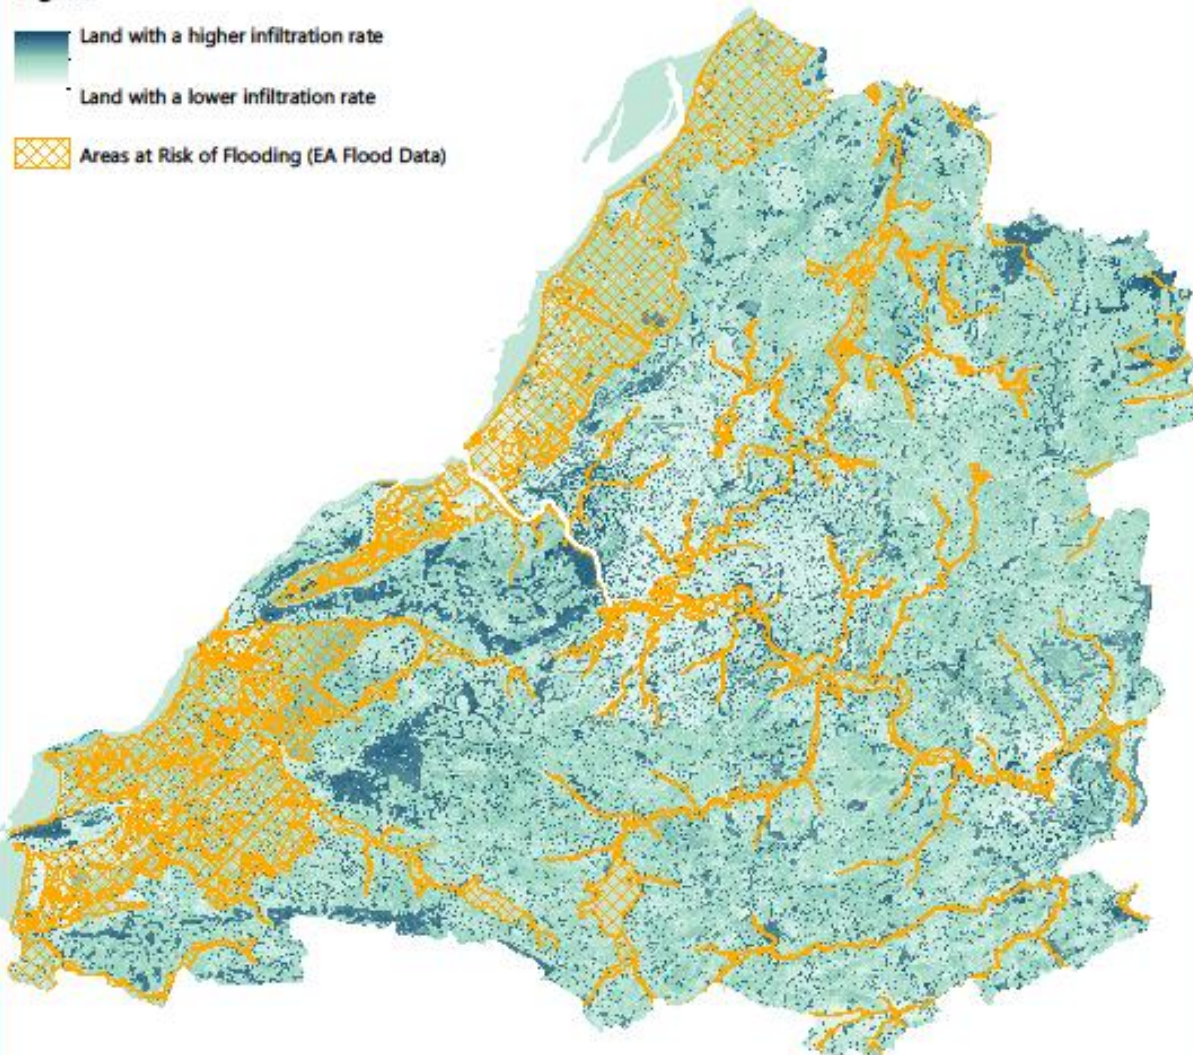 Land with a higher infiltration rate
Land with a lower infiltration rate
Areas at Risk of Flooding (EA Flood Data)